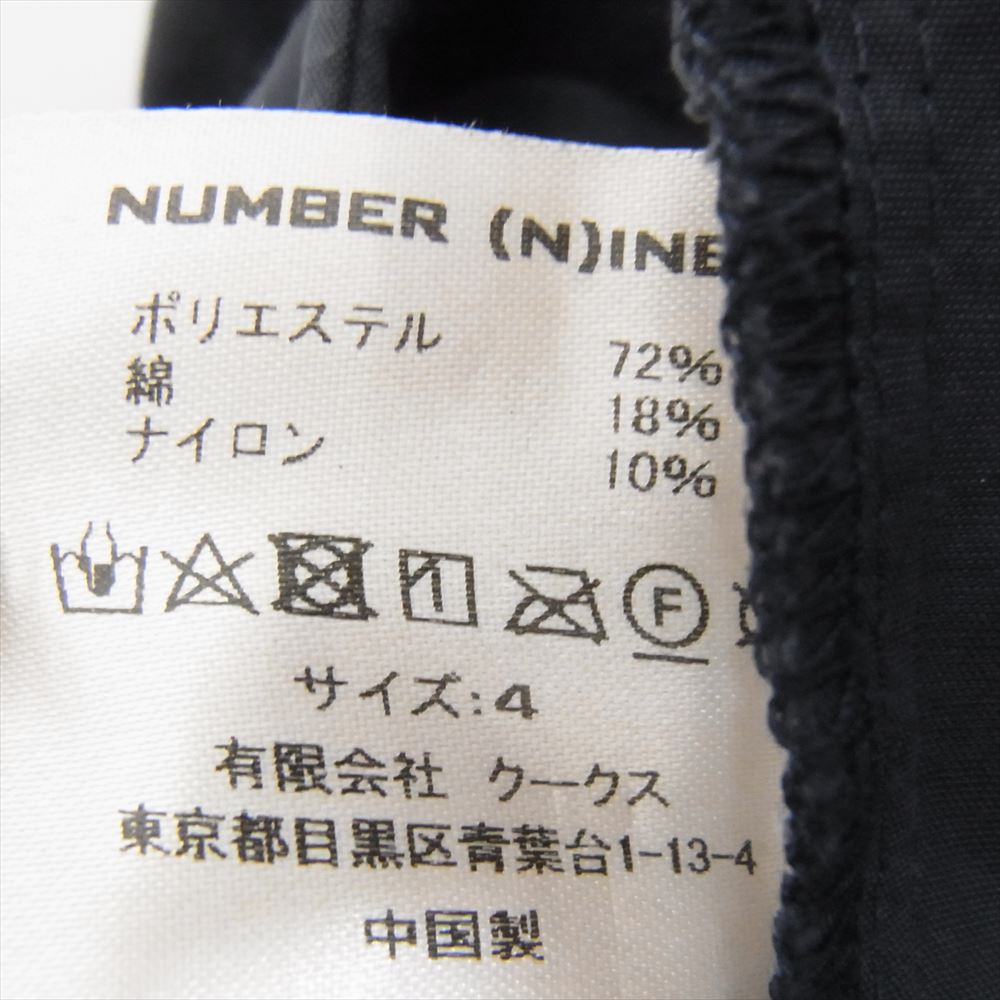 NUMBER (N)INE
ポリエステル 72%
綿 18%
ナイロン 10%
F
サイズ:4
有限会社 クークス
東京都目黒区青葉台1-13-4
中国製